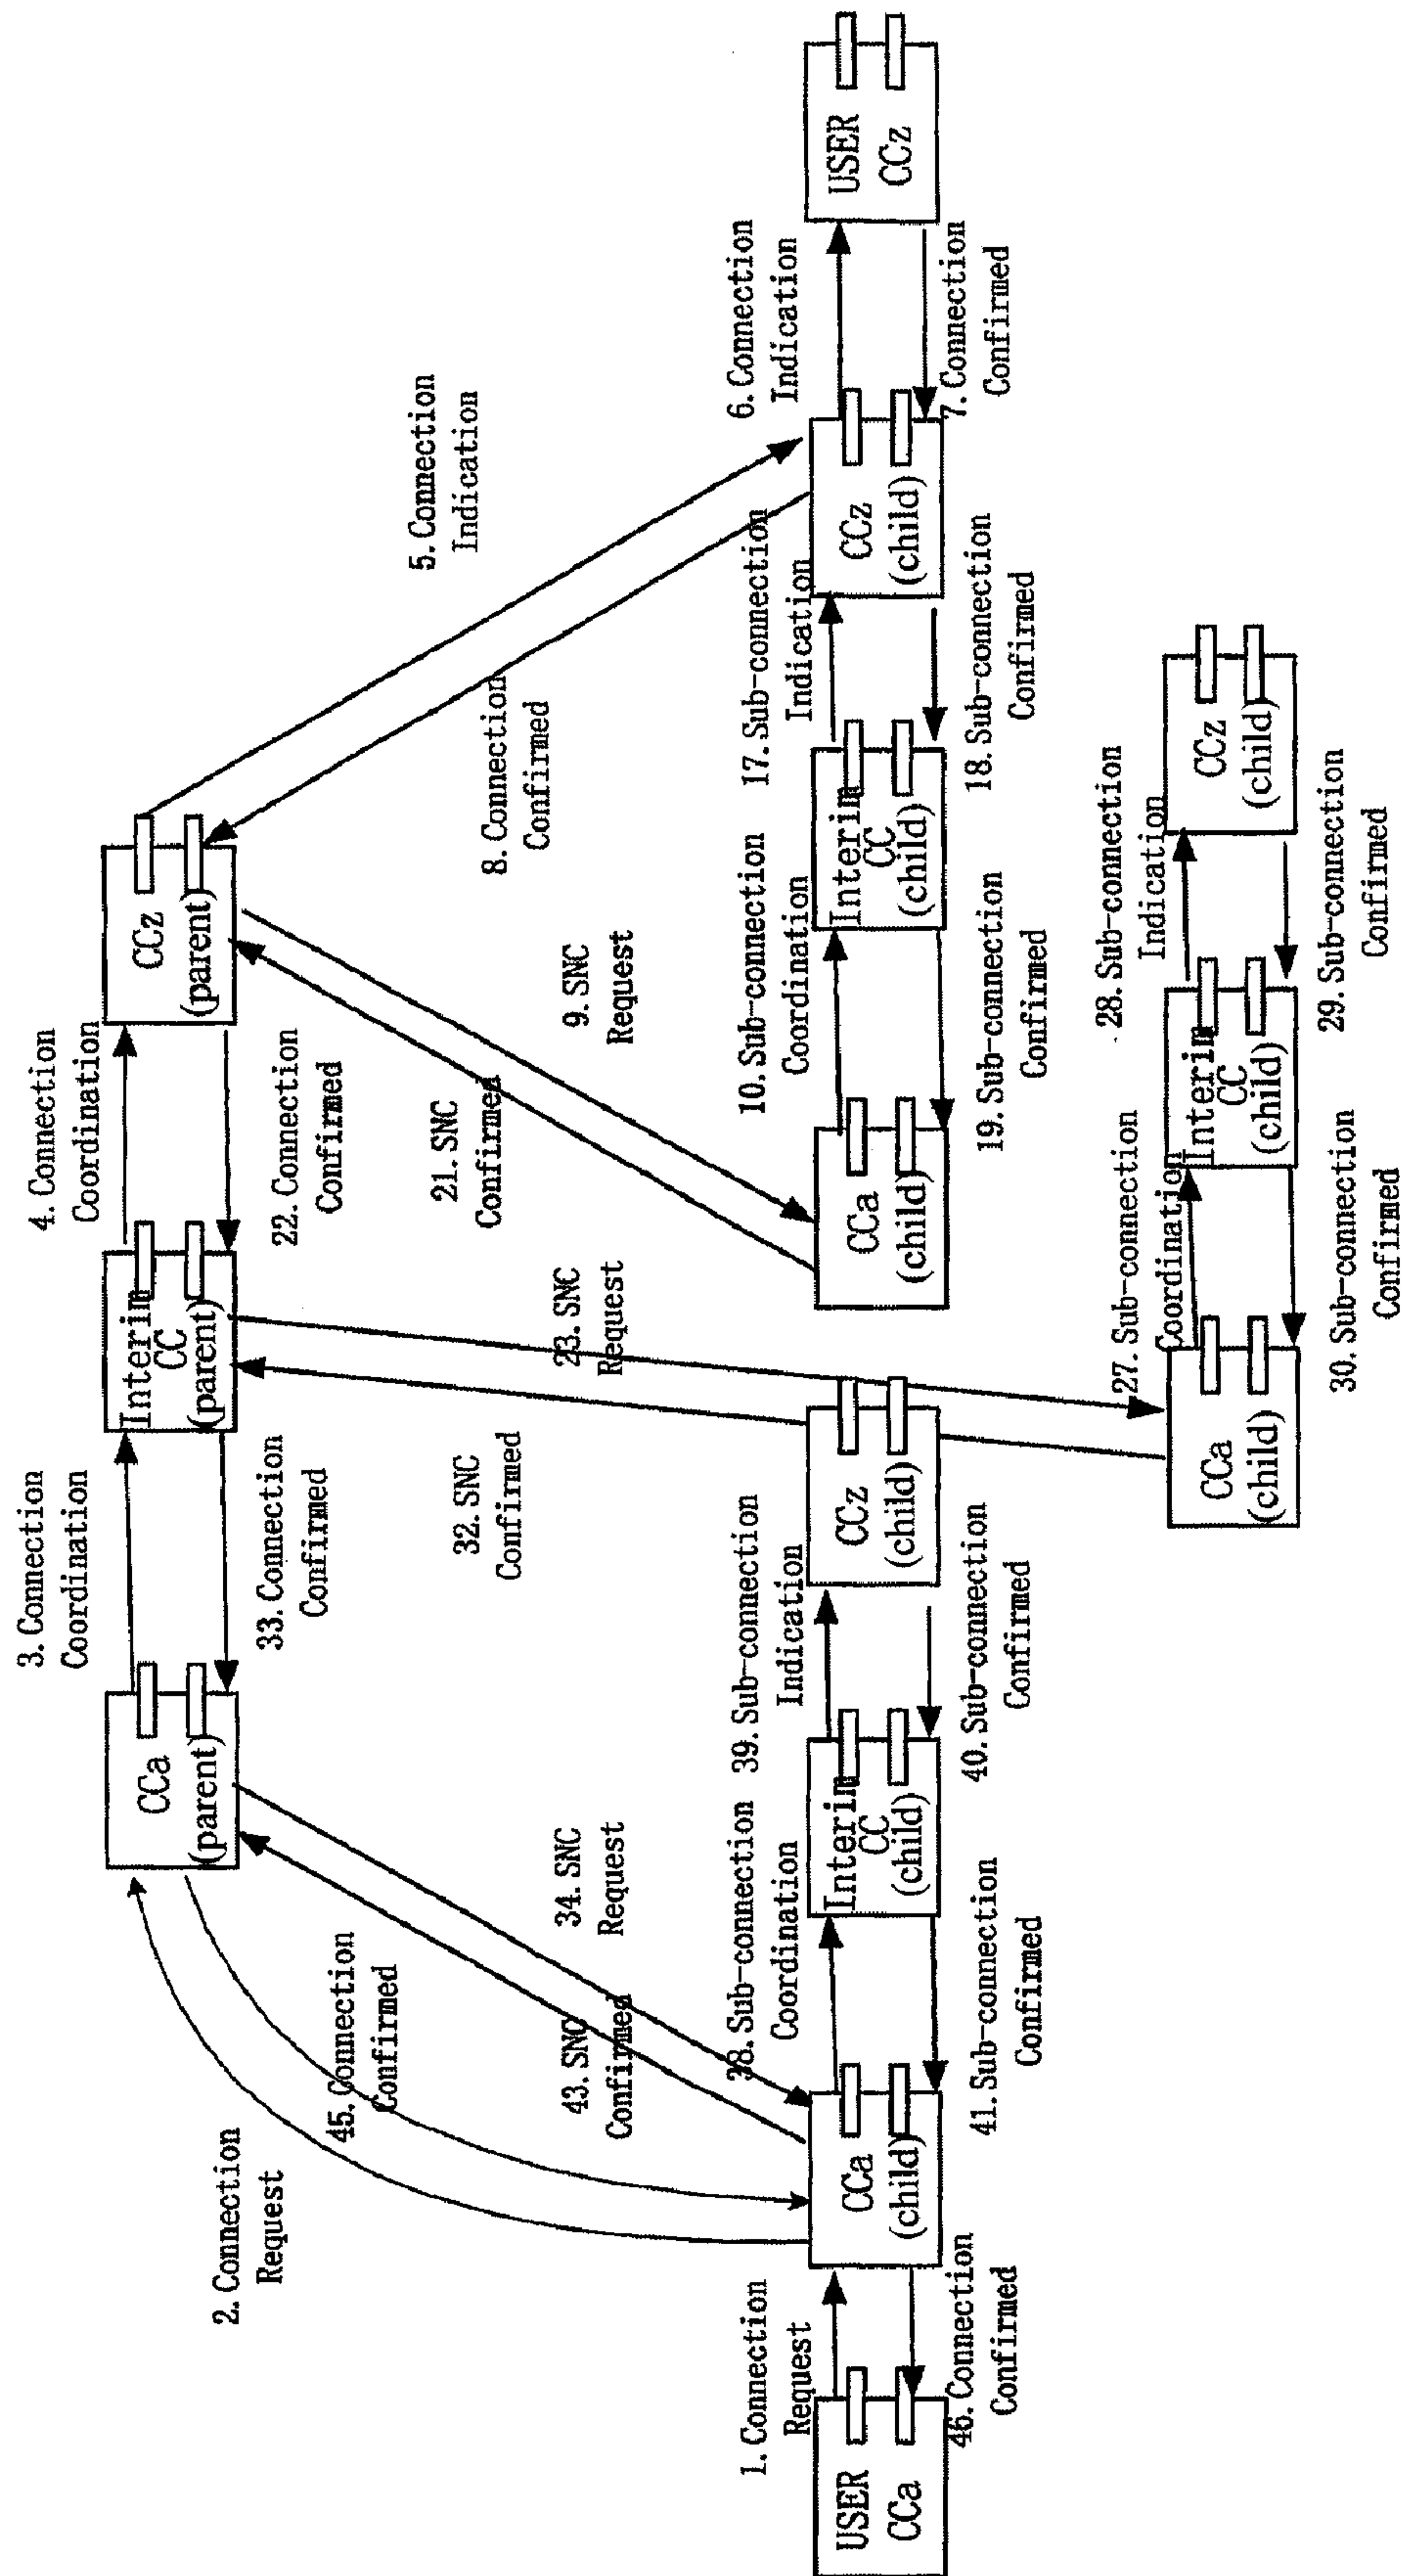 3. Connection
Coordination
4. Connection
Coordination
CCa
(parent)
Interim
CC
(parent)
CCz
(parent)
33. Connection
Confirmed
22. Connection
Confirmed
2. Connection
Request
45. Connection
Confirmed
43. SNC
Confirmed
34. SNC
Request
32. SNC
Confirmed
23. SNC
Request
21. SNC
Confirmed
9. SNC
Request
8. Connection
Confirmed
5. Connection
Indication
1. Connection
Request
38. Sub-connection
Coordination
39. Sub-connection
Indication
10. Sub-connection
Coordination
17. Sub-connection
Indication
6. Connection
Indication
USER
CCa
CCa
(child)
Interim
CC
(child)
CCz
(child)
CCa
(child)
Interim
CC
(child)
CCz
(child)
USER
CCz
46. Connection
Confirmed
41. Sub-connection
Confirmed
40. Sub-connection
Confirmed
19. Sub-connection
Confirmed
18. Sub-connection
Confirmed
7. Connection
Confirmed
27. Sub-connection
Coordination
28. Sub-connection
Indication
CCa
(child)
Interim
CC
(child)
CCz
(child)
30. Sub-connection
Confirmed
29. Sub-connection
Confirmed